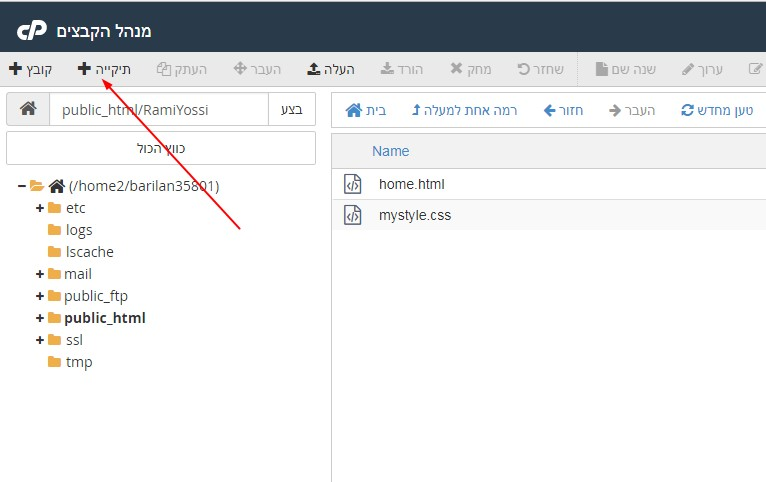 cP מנהל הקבצים
+ קובץ + תיקייה העתק העבר העלה הורד מחק שחזר שנה שם ערוך
public_html/RamiYossi בצע
בית רמה אחת למעלה חזור העבר טען מחדש
כווץ הכול
Name
(/home2/barilan35801)
home.html
mystyle.css
etc
logs
lscache
mail
public_ftp
public_html
ssl
tmp